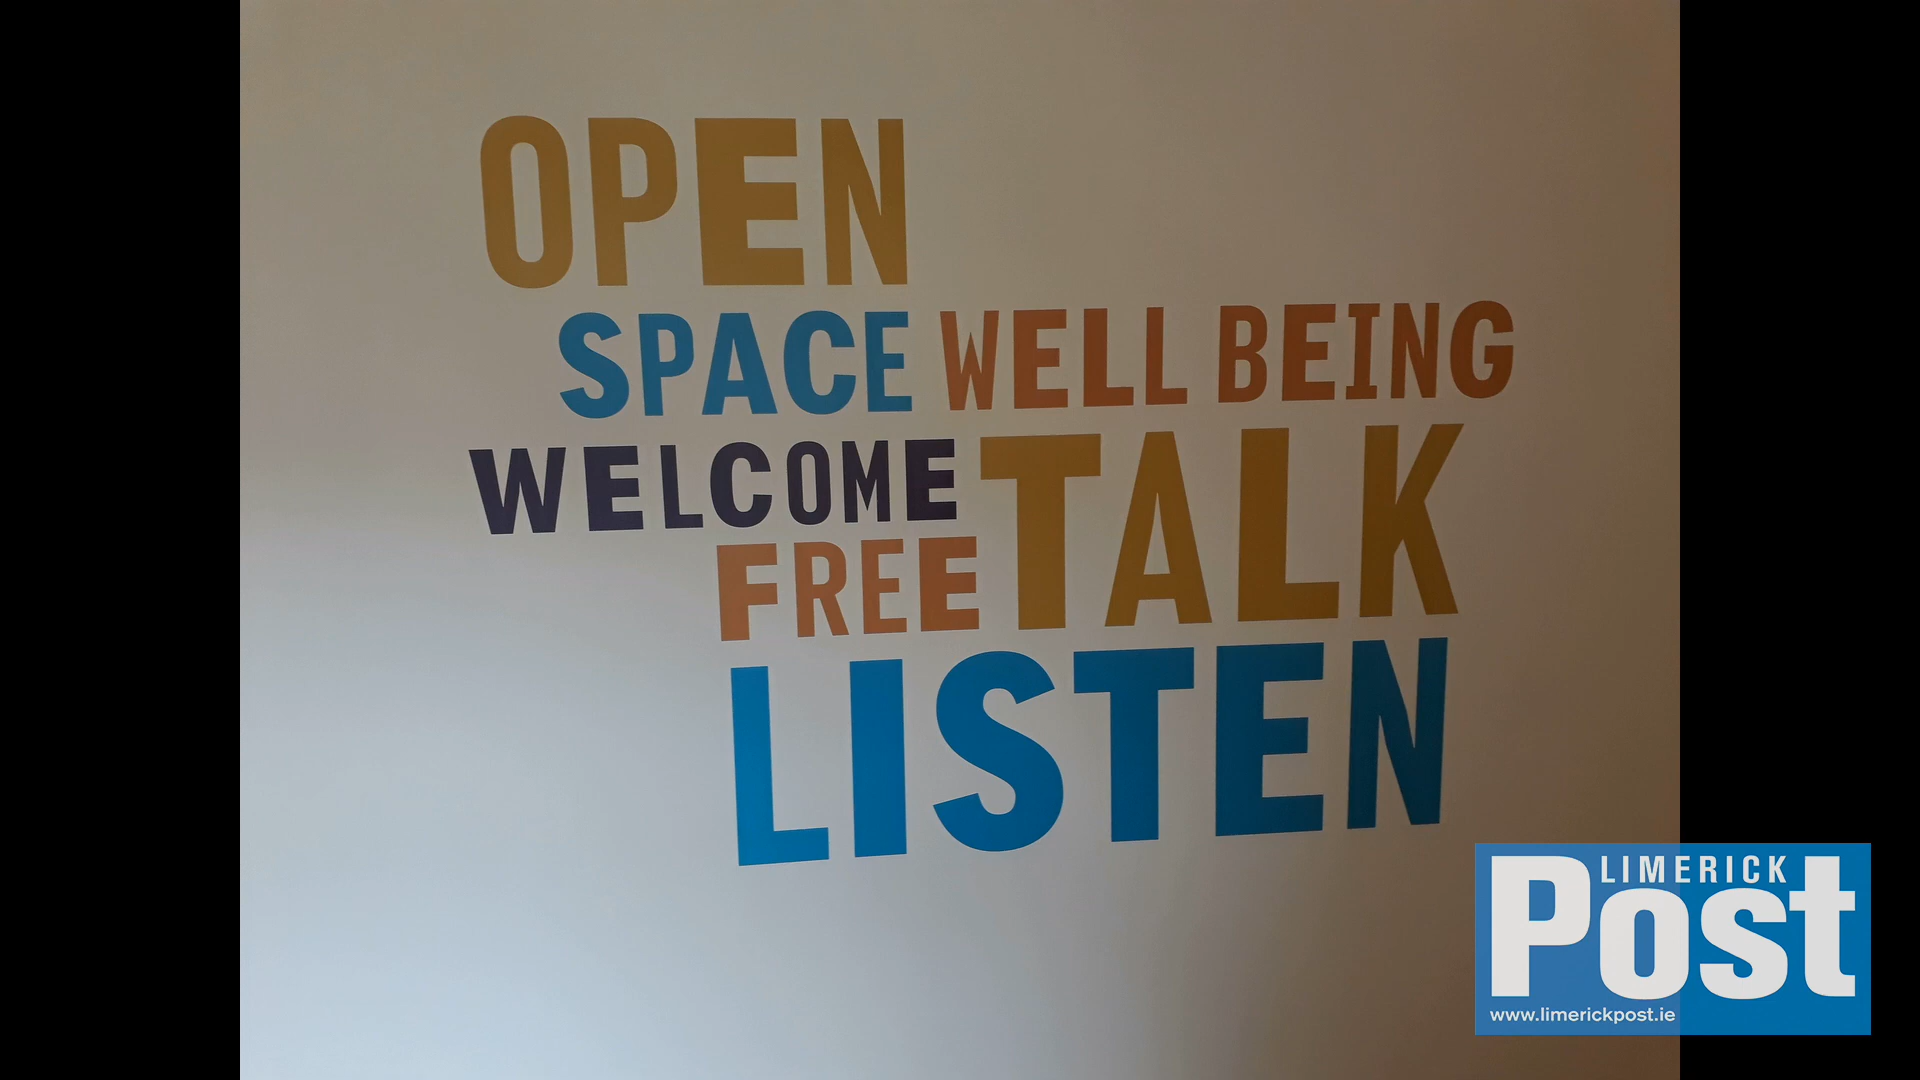 OPEN
SPACE WELL BEING
WELCOME TALK
FREE
LISTEN
LIMERICK
Post
www.limerickpost.ie